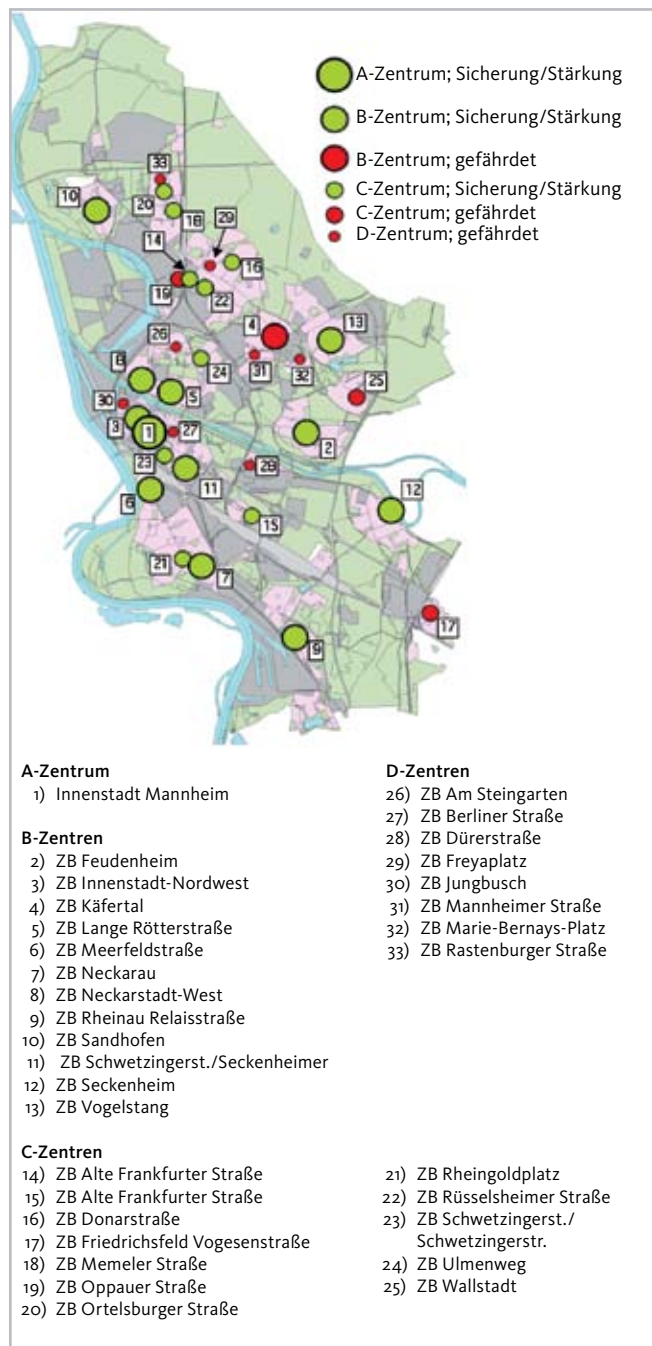 A-Zentrum; Sicherung/Stärkung
B-Zentrum; Sicherung/Stärkung
B-Zentrum; gefährdet
C-Zentrum; Sicherung/Stärkung
C-Zentrum; gefährdet
D-Zentrum; gefährdet
33
10
20
18
29
14
16
19
22
4
13
26
24
31
32
25
8
5
30
3
1
27
2
23
28
12
11
6
15
21
7
17
9
A-Zentrum
1) Innenstadt Mannheim
B-Zentren
2) ZB Feudenheim
3) ZB Innenstadt-Nordwest
4) ZB Käfertal
5) ZB Lange Rötterstraße
6) ZB Meerfeldstraße
7) ZB Neckarau
8) ZB Neckarstadt-West
9) ZB Rheinau Relaisstraße
10) ZB Sandhofen
11) ZB Schwetzingerst./Seckenheimer
12) ZB Seckenheim
13) ZB Vogelstang
D-Zentren
26) ZB Am Steingarten
27) ZB Berliner Straße
28) ZB Dürerstraße
29) ZB Freyaplatz
30) ZB Jungbusch
31) ZB Mannheimer Straße
32) ZB Marie-Bernays-Platz
33) ZB Rastenburger Straße
C-Zentren
14) ZB Alte Frankfurter Straße
15) ZB Alte Frankfurter Straße
16) ZB Donarstraße
17) ZB Friedrichsfeld Vogesenstraße
18) ZB Memeler Straße
19) ZB Oppauer Straße
20) ZB Ortelsburger Straße
21) ZB Rheingoldplatz
22) ZB Rüsselsheimer Straße
23) ZB Schwetzingerst./
Schwetzingerstr.
24) ZB Ulmenweg
25) ZB Wallstadt